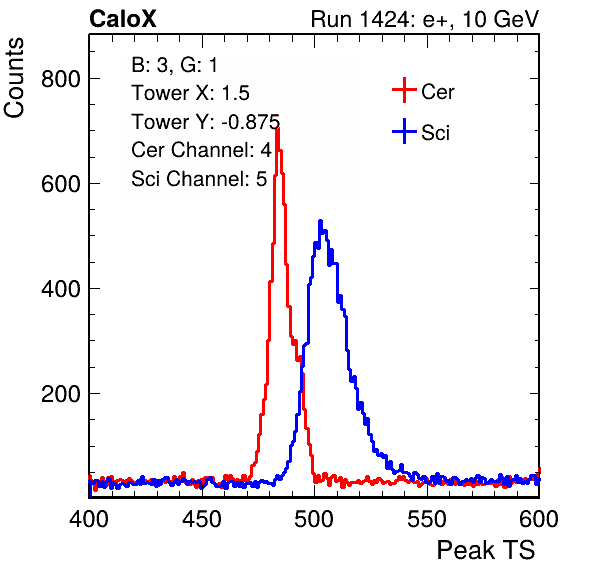 CaloX Run 1424: e+, 10 GeV
Counts
B: 3, G: 1
Tower X: 1.5
Tower Y: -0.875
Cer Channel: 4
Sci Channel: 5
Cer
Sci
800
600
400
200
400 450 500 550 600
Peak TS